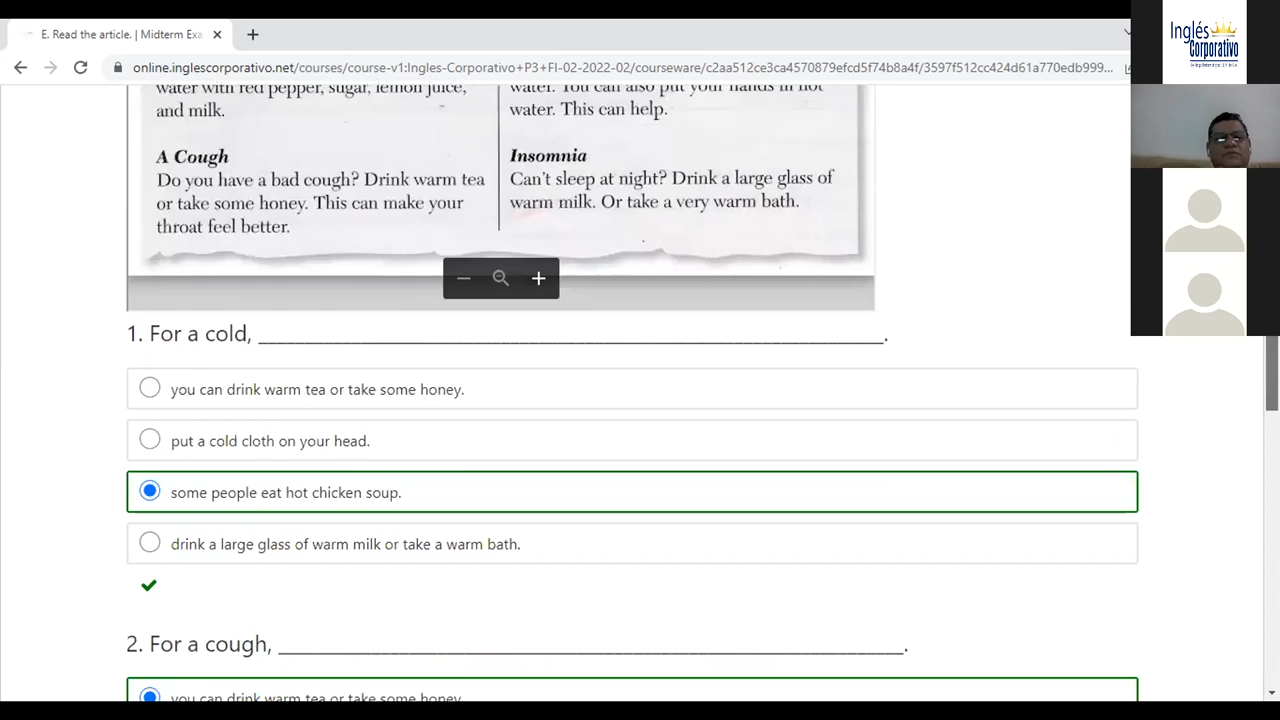 E. Read the article. | Midterm Exa
online.inglescorporativo.net/courses/course-v1:Ingles-Corporativo+P3+FI-02-2022-02/courseware/c2aa512ce3ca4570879efcd5f74b8a4f/3597f512cc424d61a770edb999...
Inglés
Corporativo
water with red pepper, sugar, lemon juice,
and milk.
A Cough
Do you have a bad cough? Drink warm tea
or take some honey. This can make your
throat feel better.
water. You can also put your hands in hot
water. This can help.
Insomnia
Can't sleep at night? Drink a large glass of
warm milk. Or take a very warm bath.
1. For a cold, ______________________________.
you can drink warm tea or take some honey.
put a cold cloth on your head.
some people eat hot chicken soup.
drink a large glass of warm milk or take a warm bath.
2. For a cough, ______________________________.
you can drink warm tea or take some honey.